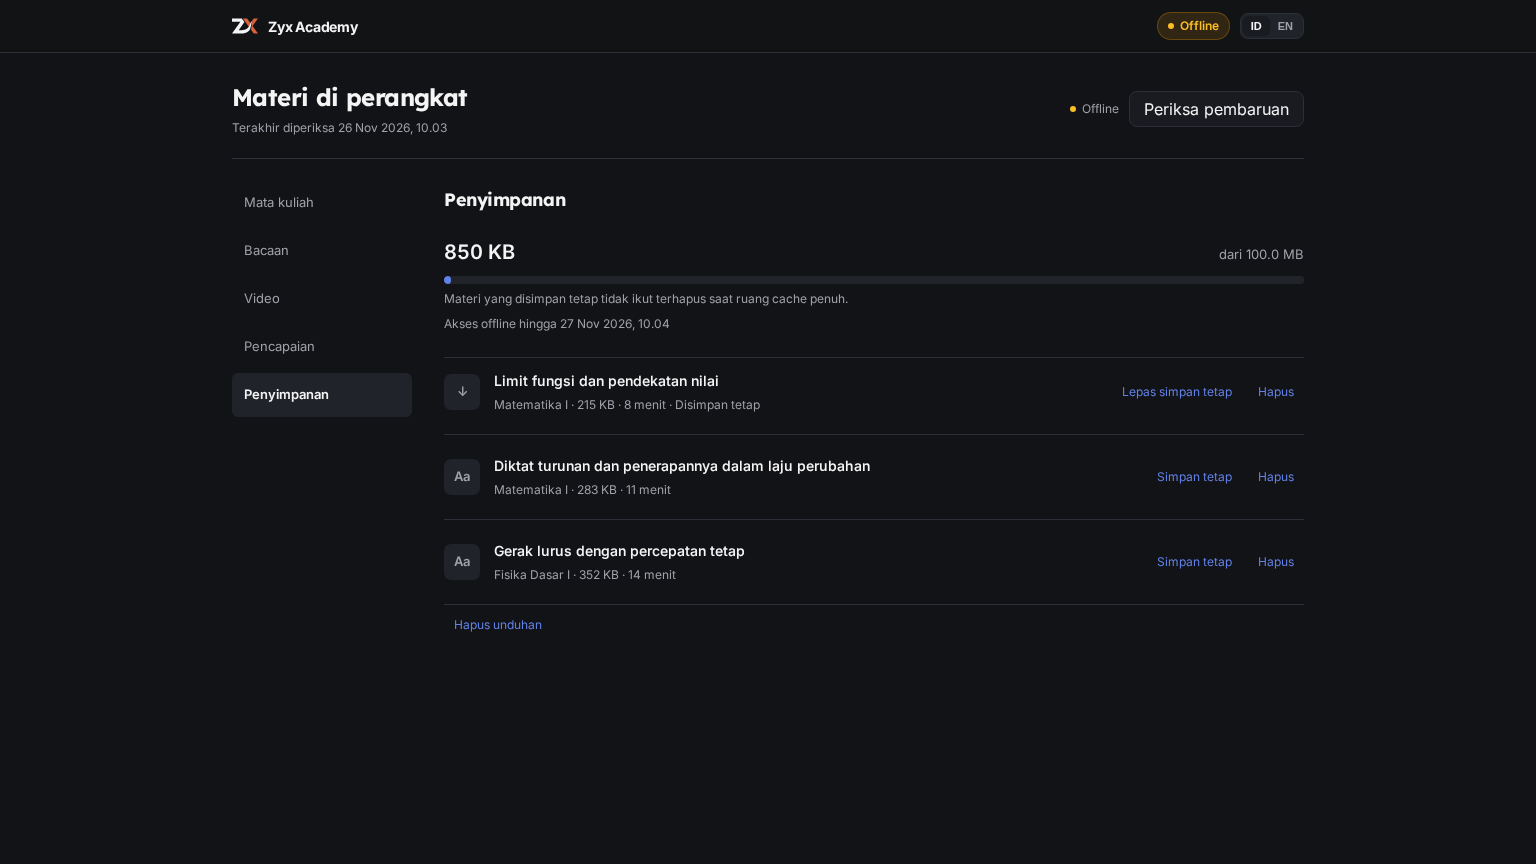 ZX Zyx Academy
Offline
ID EN
Materi di perangkat
Terakhir diperiksa 26 Nov 2026, 10.03
Offline
Periksa pembaruan
Mata kuliah
Bacaan
Video
Pencapaian
Penyimpanan
Penyimpanan
850 KB
dari 100.0 MB
Materi yang disimpan tetap tidak ikut terhapus saat ruang cache penuh.
Akses offline hingga 27 Nov 2026, 10.04
Limit fungsi dan pendekatan nilai
Matematika I · 215 KB · 8 menit · Disimpan tetap
Lepas simpan tetap
Hapus
Aa
Diktat turunan dan penerapannya dalam laju perubahan
Matematika I · 283 KB · 11 menit
Simpan tetap
Hapus
Aa
Gerak lurus dengan percepatan tetap
Fisika Dasar I · 352 KB · 14 menit
Simpan tetap
Hapus
Hapus unduhan